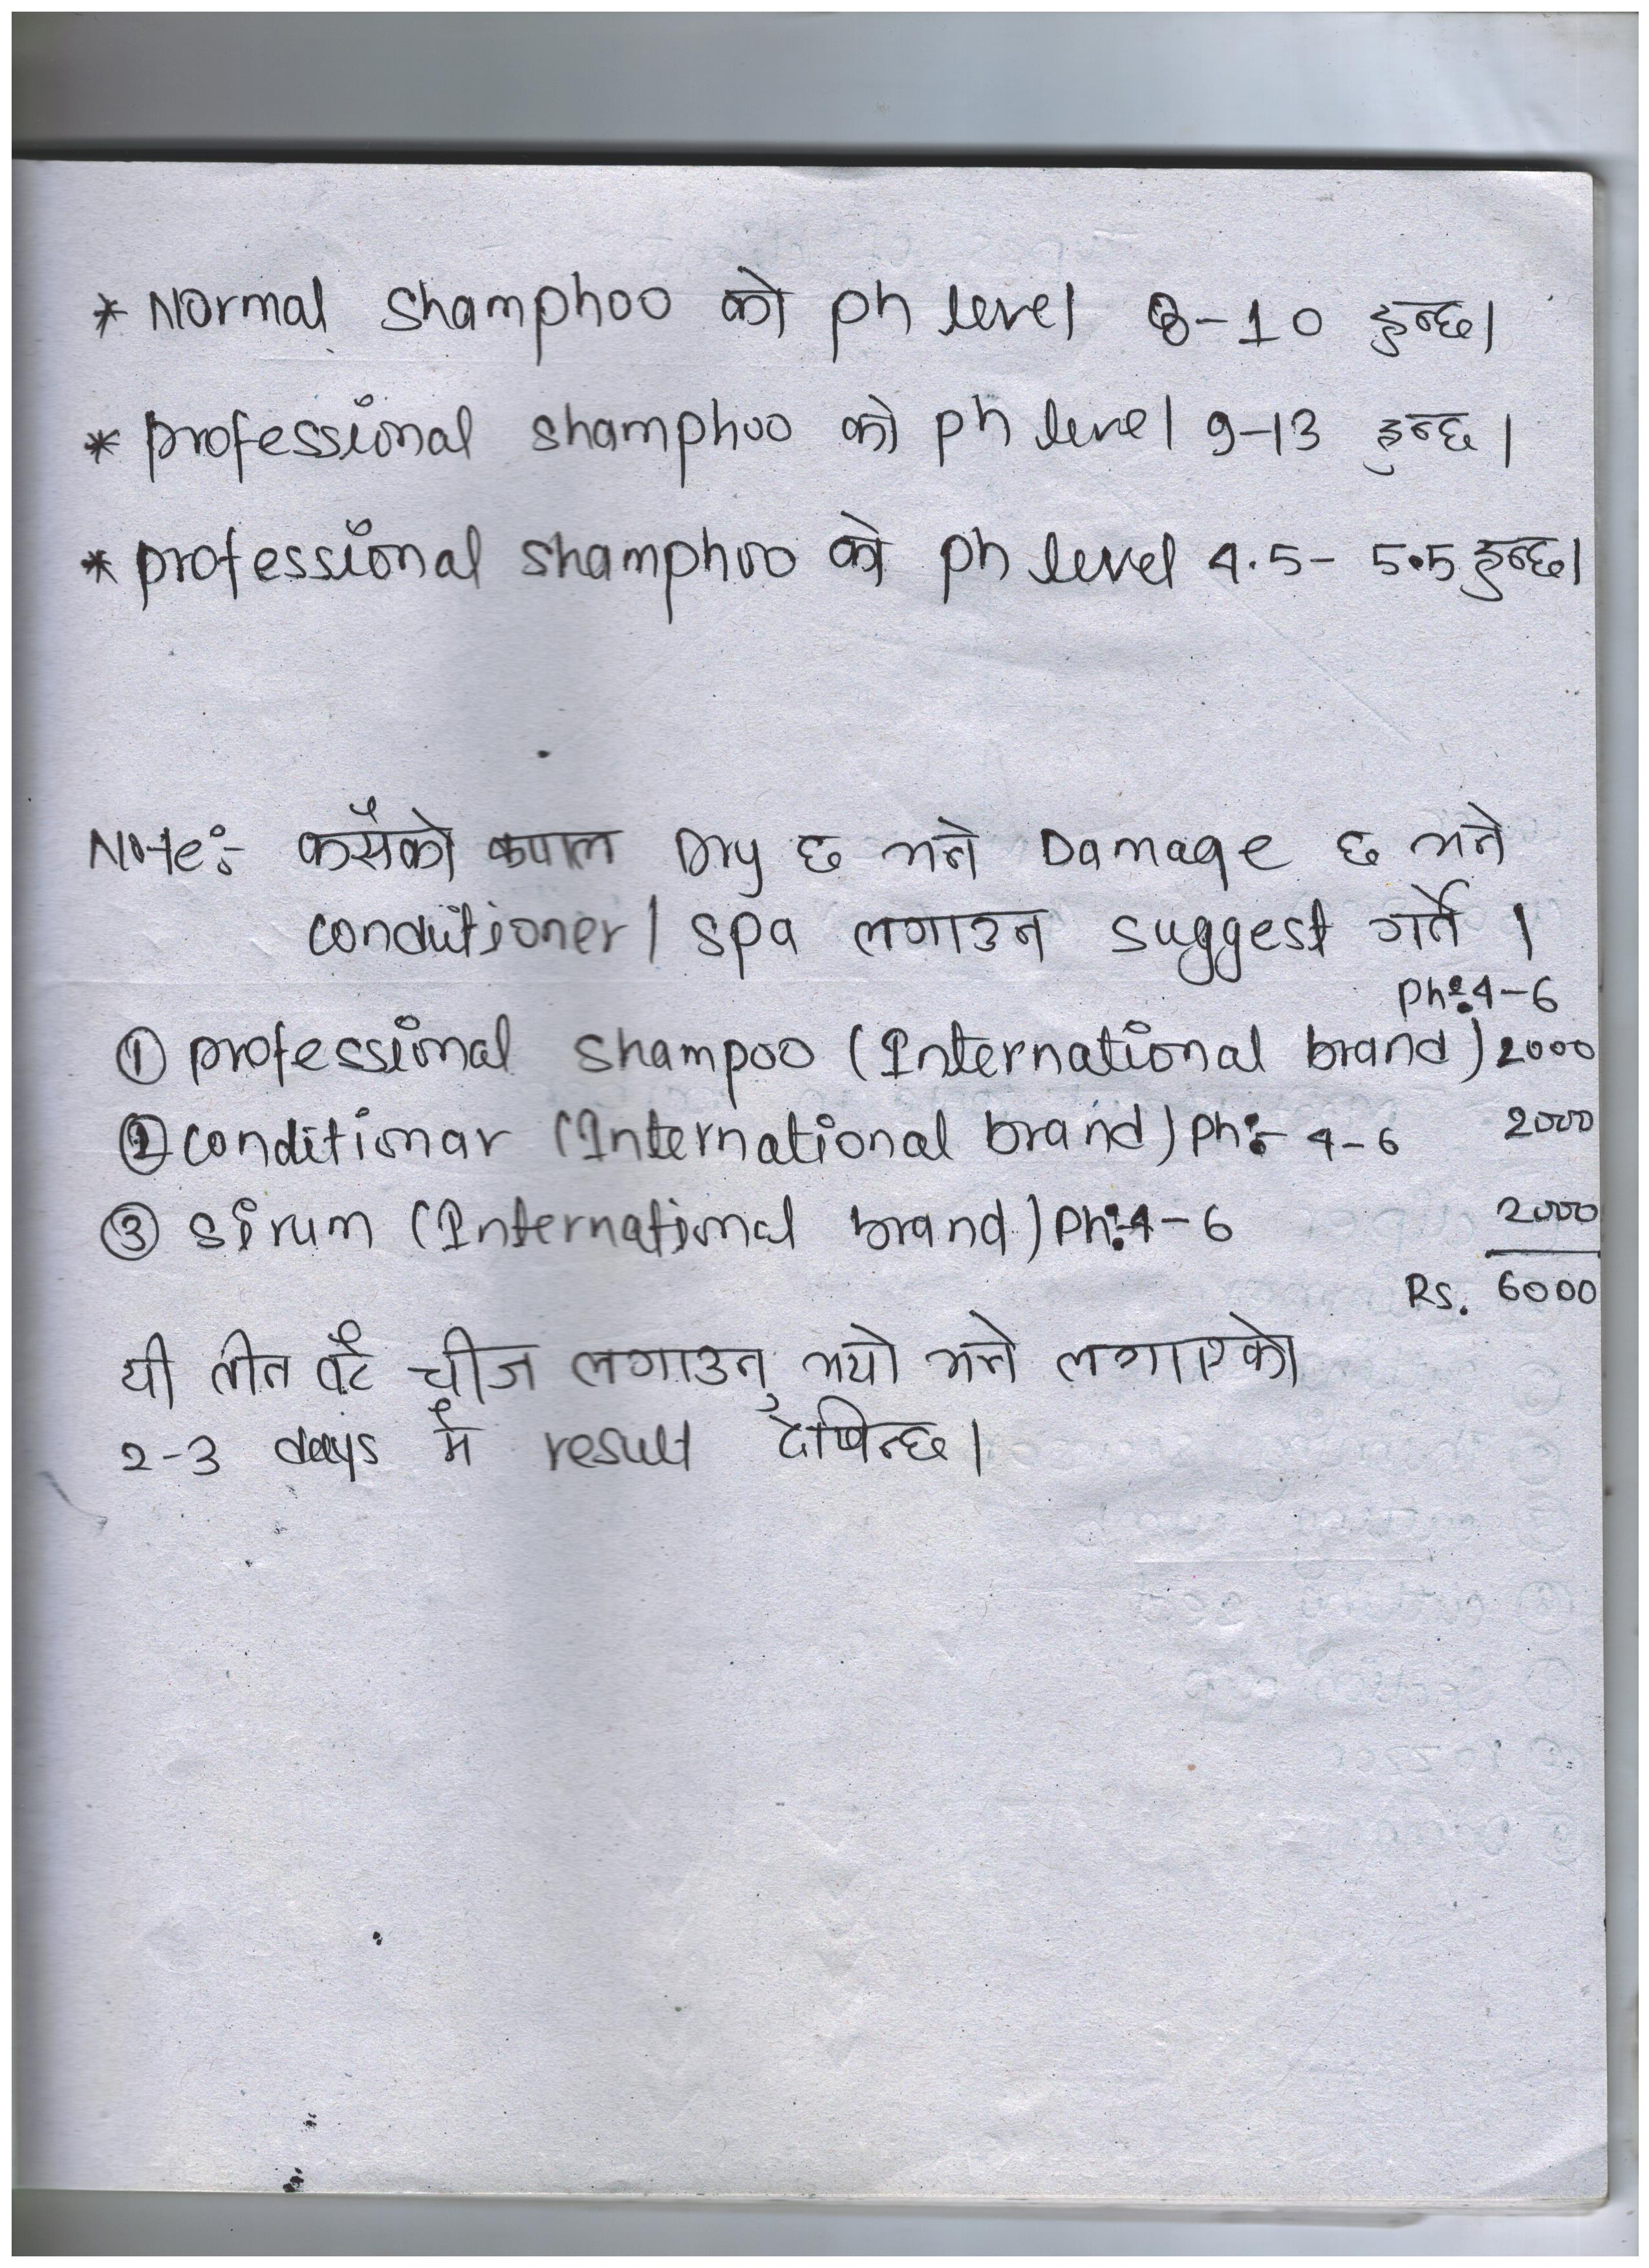 * Normal shamphoo को ph level 8-10 हुन्छ।
* professional shamphoo को ph level 9-13 हुन्छ।
* professional shamphoo को ph level 4.5- 5.5 हुन्छ।
Note:- कसैको कपाल Dry छ भने Damage छ भने
conditioner / spa लगाउन suggest गर्ने ।
Ph:4-6
① professional shampoo (International brand) 2000
② conditionar (International brand) Ph:- 4-6 2000
③ sirum (International brand) Ph:4-6 2000
Rs. 6000
यी तीन वटै चीज लगाउनु भयो भने लगाएको
2-3 days मै result देखिन्छ।